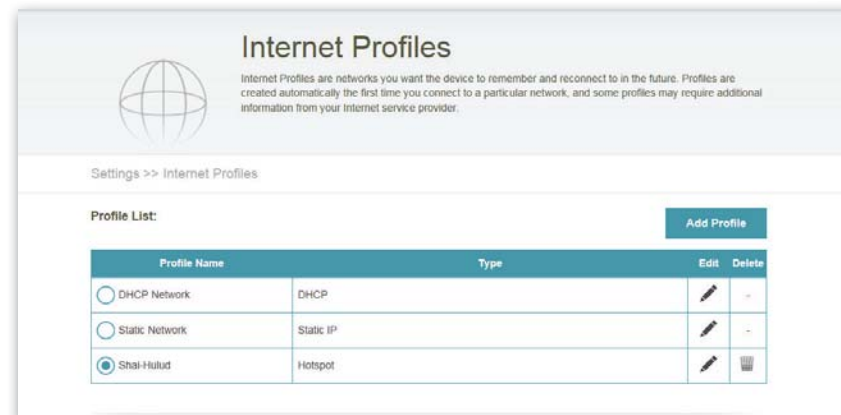 Internet Profiles
Internet Profiles are networks you want the device to remember and reconnect to in the future. Profiles are
created automatically the first time you connect to a particular network, and some profiles may require additional
information from your Internet service provider.
Settings >> Internet Profiles
Profile List:
Add Profile
Profile Name Type Edit Delete
DHCP Network DHCP -
Static Network Static IP -
Shai-Hulud Hotspot